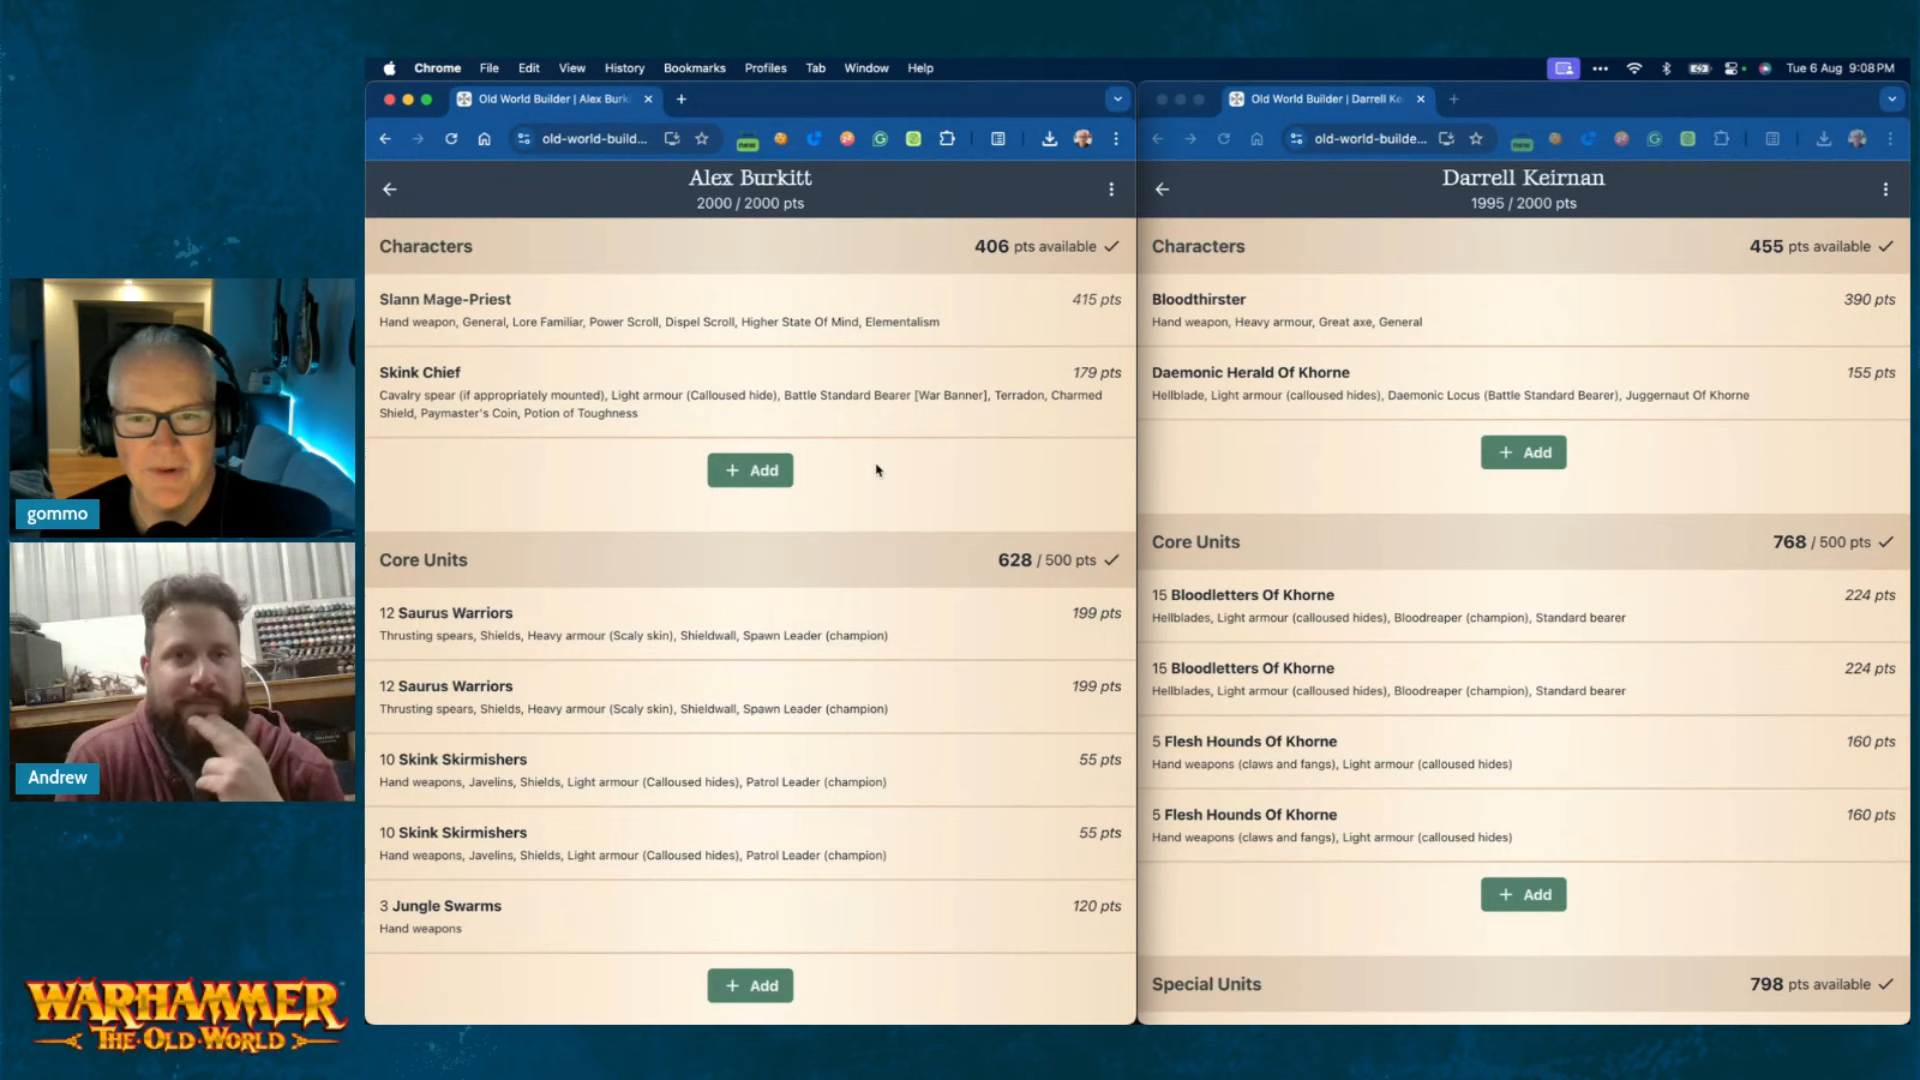 Chrome File Edit View History Bookmarks Profiles Tab Window Help
Tue 6 Aug 9:08 PM
Old World Builder | Alex Burk
Old World Builder | Darrell Ke
old-world-build...
new
old-world-builde...
new
Alex Burkitt
2000 / 2000 pts
Characters 406 pts available
Slann Mage-Priest 415 pts
Hand weapon, General, Lore Familiar, Power Scroll, Dispel Scroll, Higher State Of Mind, Elementalism
Skink Chief 179 pts
Cavalry spear (if appropriately mounted), Light armour (Calloused hide), Battle Standard Bearer [War Banner], Terradon, Charmed
Shield, Paymaster's Coin, Potion of Toughness
+ Add
Core Units 628 / 500 pts
12 Saurus Warriors 199 pts
Thrusting spears, Shields, Heavy armour (Scaly skin), Shieldwall, Spawn Leader (champion)
12 Saurus Warriors 199 pts
Thrusting spears, Shields, Heavy armour (Scaly skin), Shieldwall, Spawn Leader (champion)
10 Skink Skirmishers 55 pts
Hand weapons, Javelins, Shields, Light armour (Calloused hides), Patrol Leader (champion)
10 Skink Skirmishers 55 pts
Hand weapons, Javelins, Shields, Light armour (Calloused hides), Patrol Leader (champion)
3 Jungle Swarms 120 pts
Hand weapons
+ Add
Darrell Keirnan
1995 / 2000 pts
Characters 455 pts available
Bloodthirster 390 pts
Hand weapon, Heavy armour, Great axe, General
Daemonic Herald Of Khorne 155 pts
Hellblade, Light armour (calloused hides), Daemonic Locus (Battle Standard Bearer), Juggernaut Of Khorne
+ Add
Core Units 768 / 500 pts
15 Bloodletters Of Khorne 224 pts
Hellblades, Light armour (calloused hides), Bloodreaper (champion), Standard bearer
15 Bloodletters Of Khorne 224 pts
Hellblades, Light armour (calloused hides), Bloodreaper (champion), Standard bearer
5 Flesh Hounds Of Khorne 160 pts
Hand weapons (claws and fangs), Light armour (calloused hides)
5 Flesh Hounds Of Khorne 160 pts
Hand weapons (claws and fangs), Light armour (calloused hides)
+ Add
Special Units 798 pts available
gommo
Andrew
WARHAMMER
THE OLD WORLD